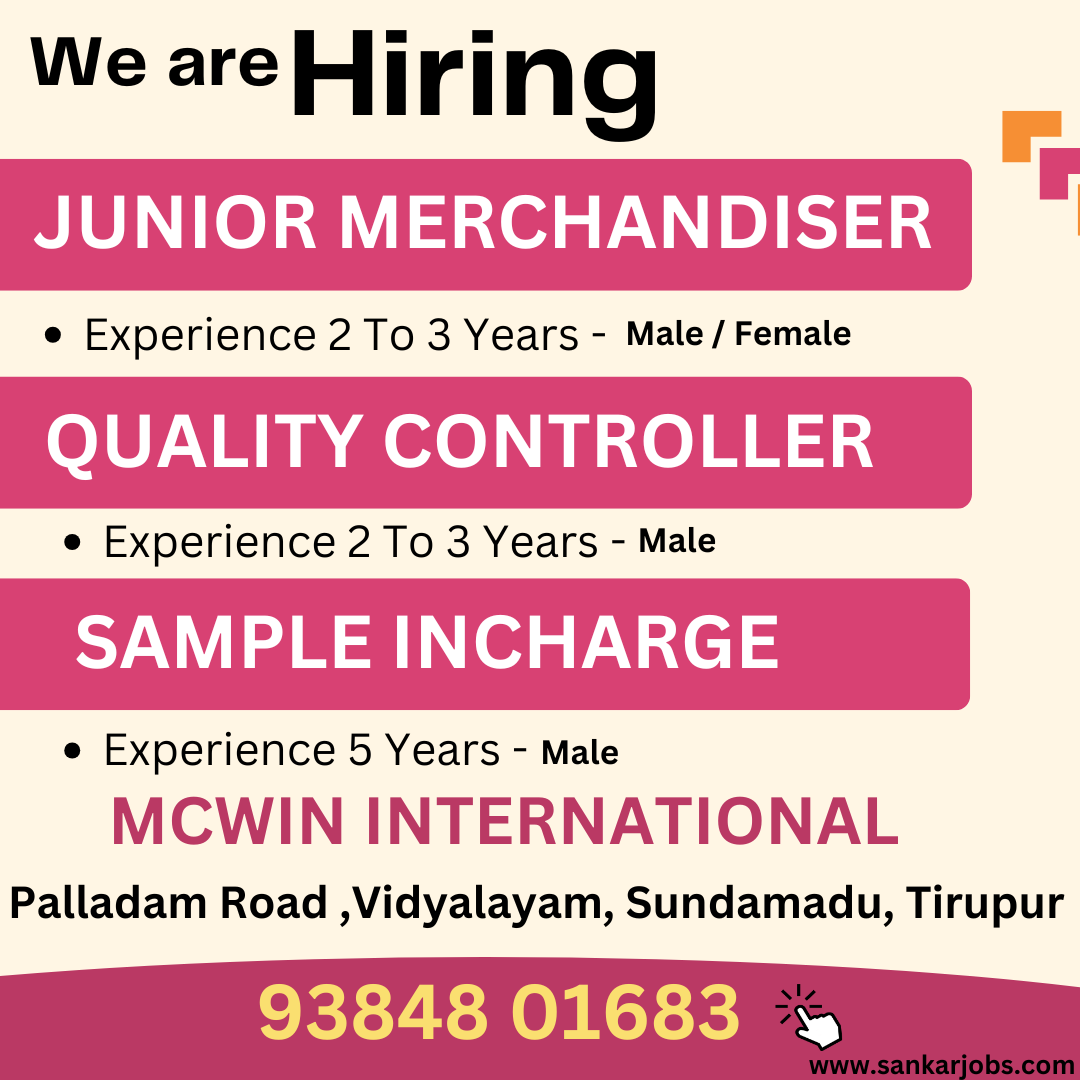 We are Hiring
JUNIOR MERCHANDISER
• Experience 2 To 3 Years - Male / Female
QUALITY CONTROLLER
• Experience 2 To 3 Years - Male
SAMPLE INCHARGE
• Experience 5 Years - Male
MCWIN INTERNATIONAL
Palladam Road ,Vidyalayam, Sundamadu, Tirupur
93848 01683
www.sankarjobs.com